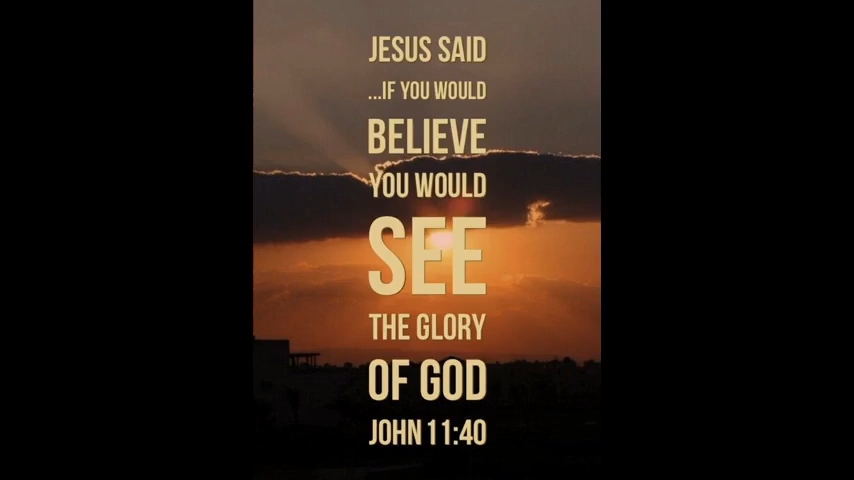 JESUS SAID
...IF YOU WOULD
BELIEVE
YOU WOULD
SEE
THE GLORY
OF GOD
JOHN 11:40